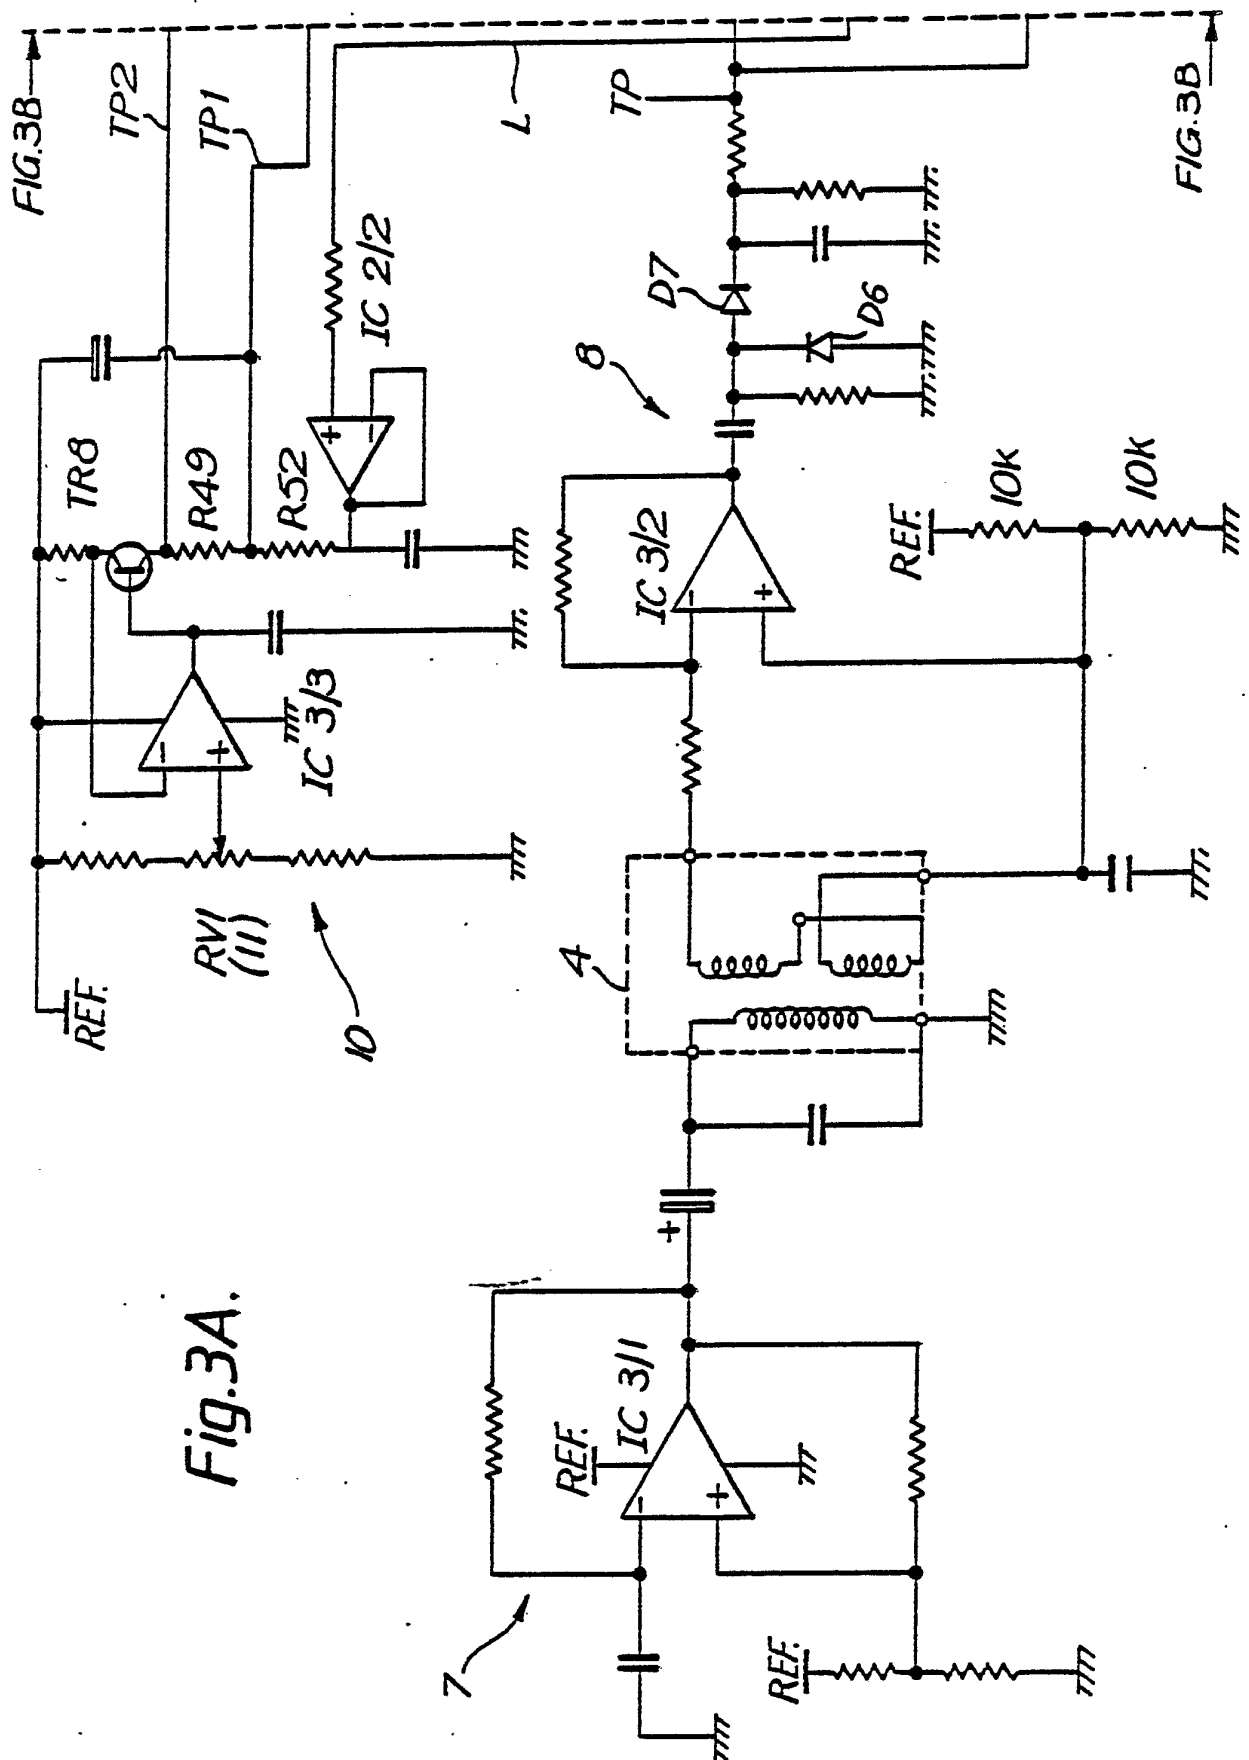 Fig.3A.
REF.
RV1
(11)
10
IC 3/3
TR8
R49
R52
IC 2/2
TP2
TP1
FIG.3B
L
7
REF.
IC 3/1
REF.
+
-
+
4
8
IC 3/2
-
+
REF.
10K
10K
D7
D6
TP
FIG.3B
-
+
+
-